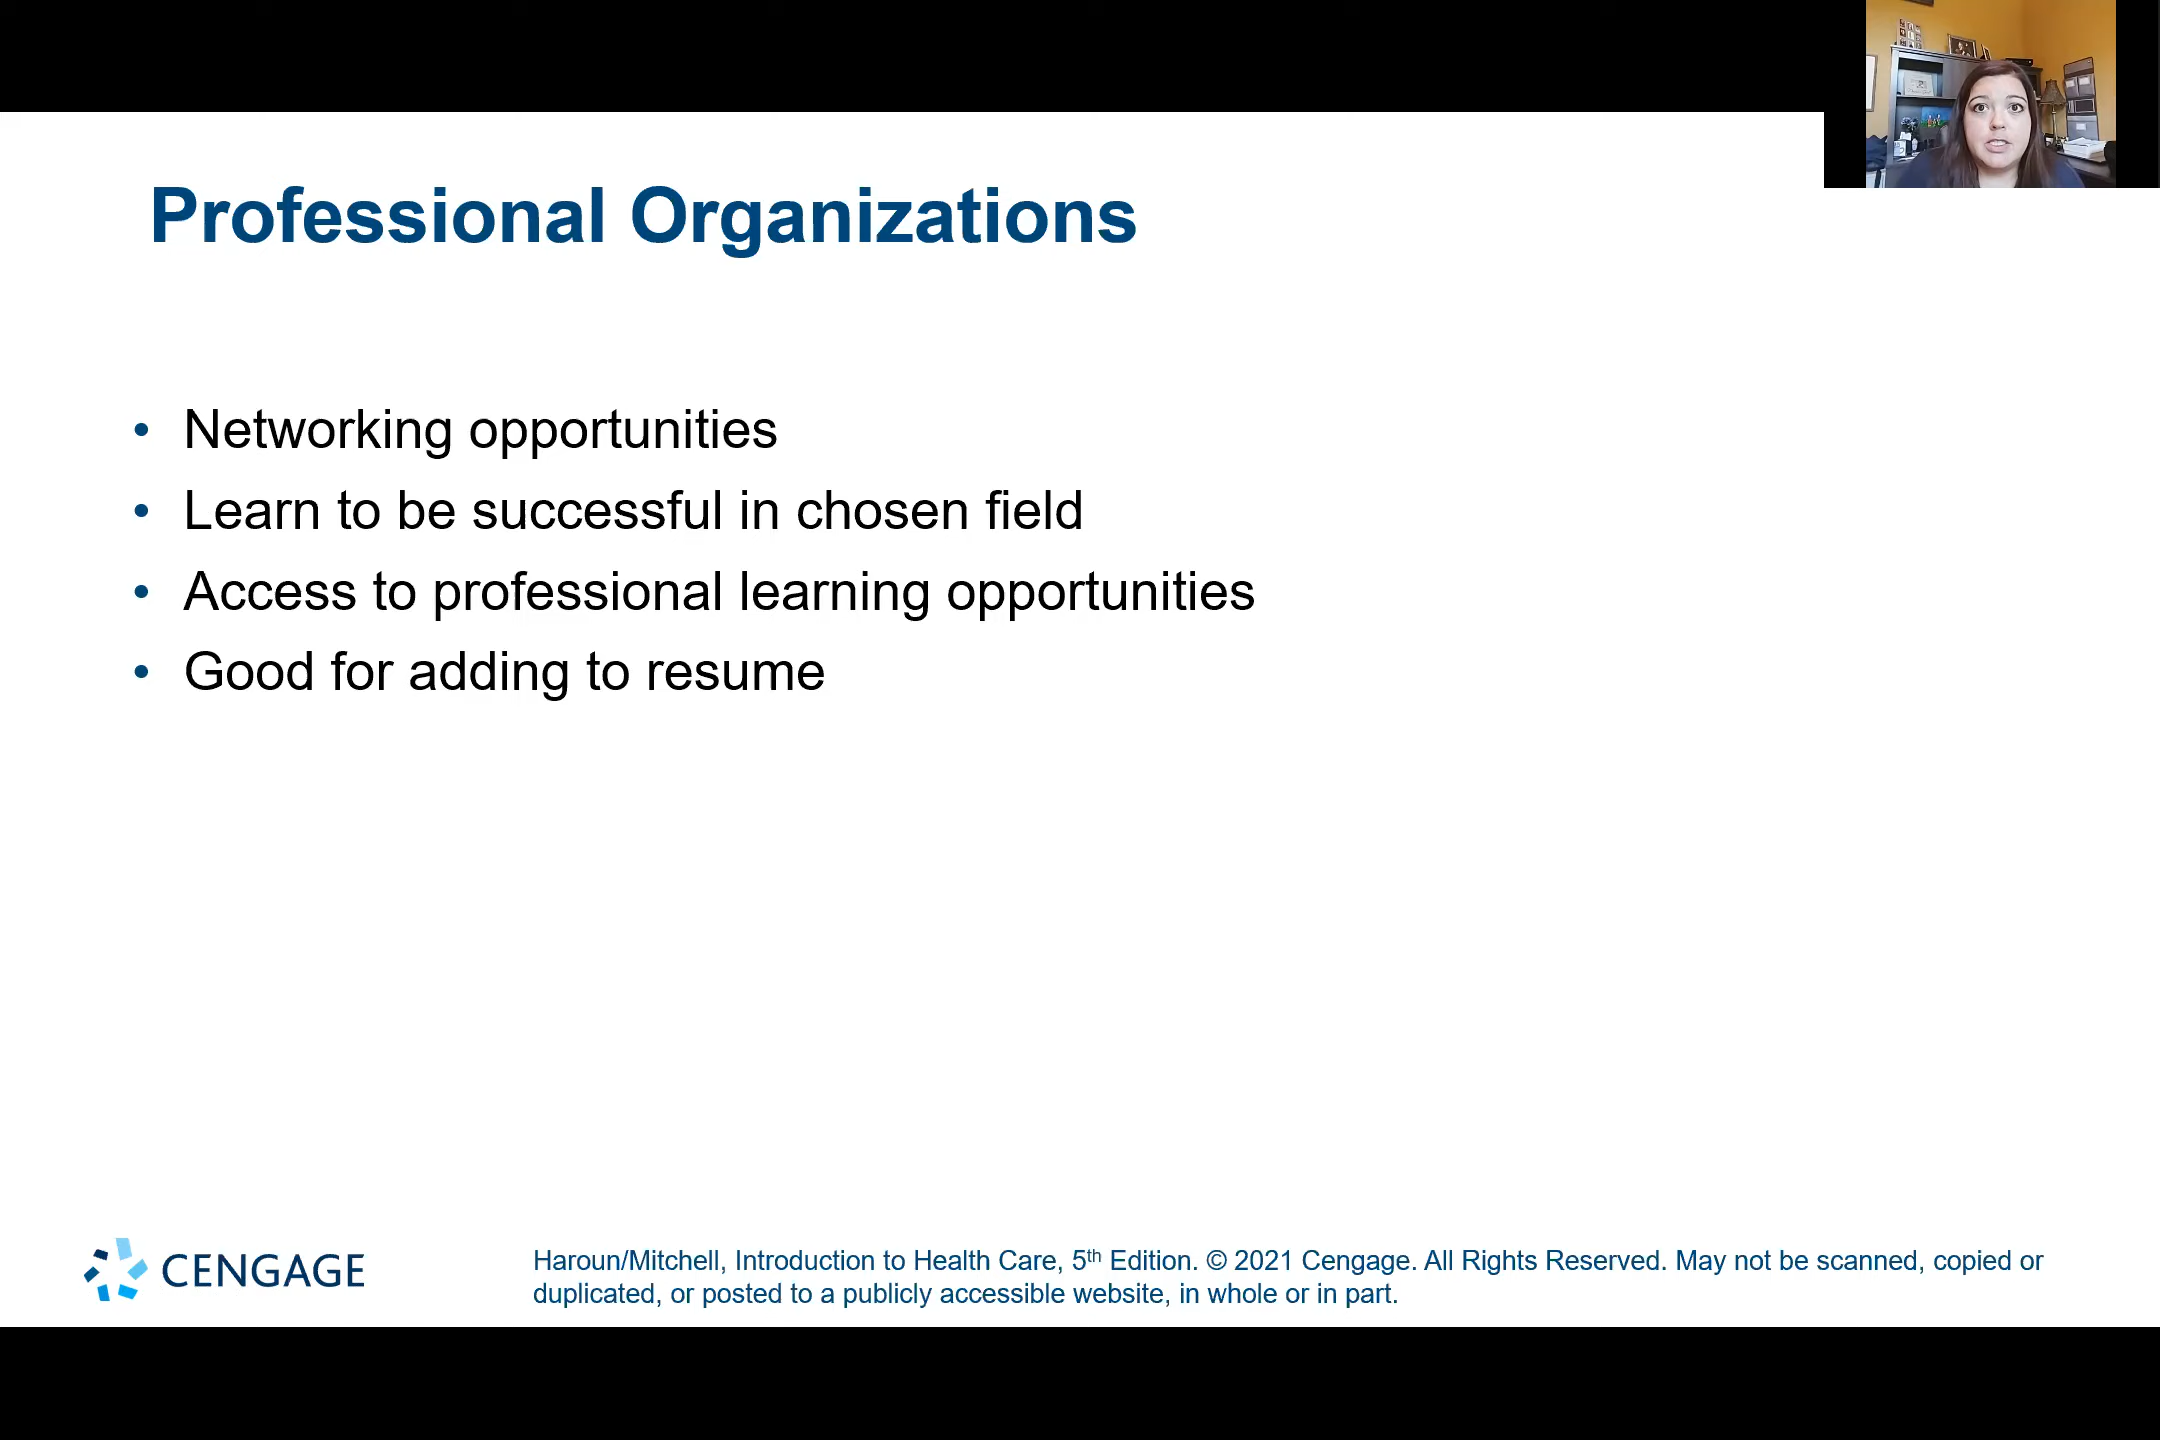 Professional Organizations
• Networking opportunities
• Learn to be successful in chosen field
• Access to professional learning opportunities
• Good for adding to resume
CENGAGE
Haroun/Mitchell, Introduction to Health Care, 5th Edition. © 2021 Cengage. All Rights Reserved. May not be scanned, copied or
duplicated, or posted to a publicly accessible website, in whole or in part.